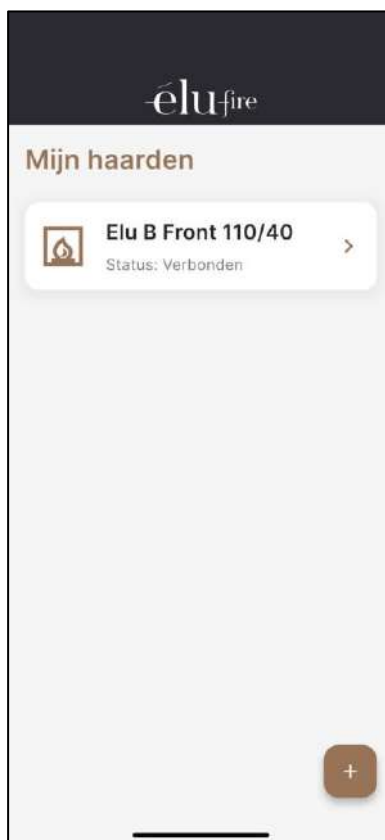 élufire
Mijn haarden
Elu B Front 110/40
Status: Verbonden
+